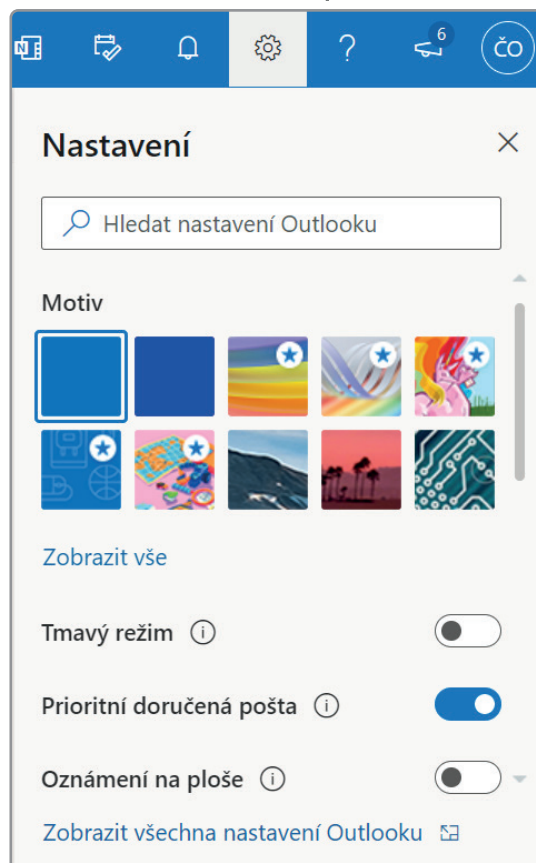 N
6
ČO
Nastavení
Hledat nastavení Outlooku
Motiv
Zobrazit vše
Tmavý režim
Prioritní doručená pošta
Oznámení na ploše
Zobrazit všechna nastavení Outlooku